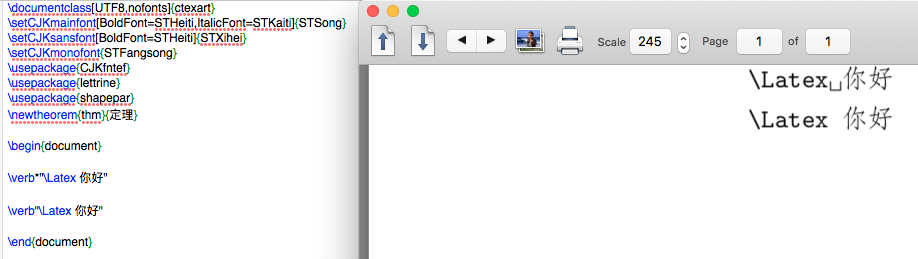 \documentclass[UTF8,nofonts]{ctexart}
\setCJKmainfont[BoldFont=STHeiti,ItalicFont=STKaiti]{STSong}
\setCJKsansfont[BoldFont=STHeiti]{STXihei}
\setCJKmonofont{STFangsong}
\usepackage{CJKfntef}
\usepackage{lettrine}
\usepackage{shapepar}
\newtheorem{thm}{定理}
\begin{document}
\verb*"\Latex 你好"
\verb"\Latex 你好"
\end{document}
Scale 245 Page 1 of 1
\Latex␣你好
\Latex 你好